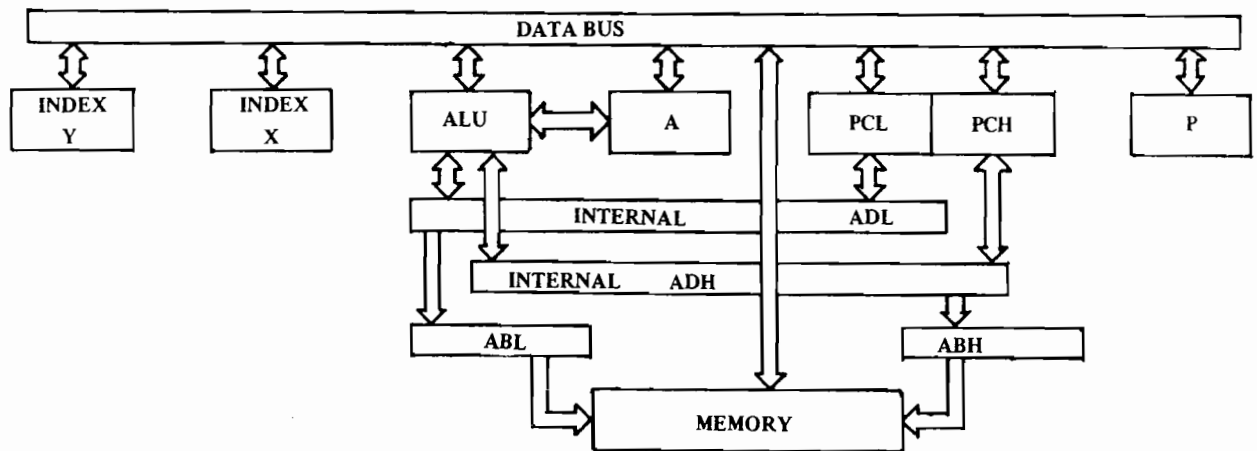 DATA BUS
INDEX
Y
INDEX
X
ALU
A
PCL
PCH
P
INTERNAL ADL
INTERNAL ADH
ABL
ABH
MEMORY